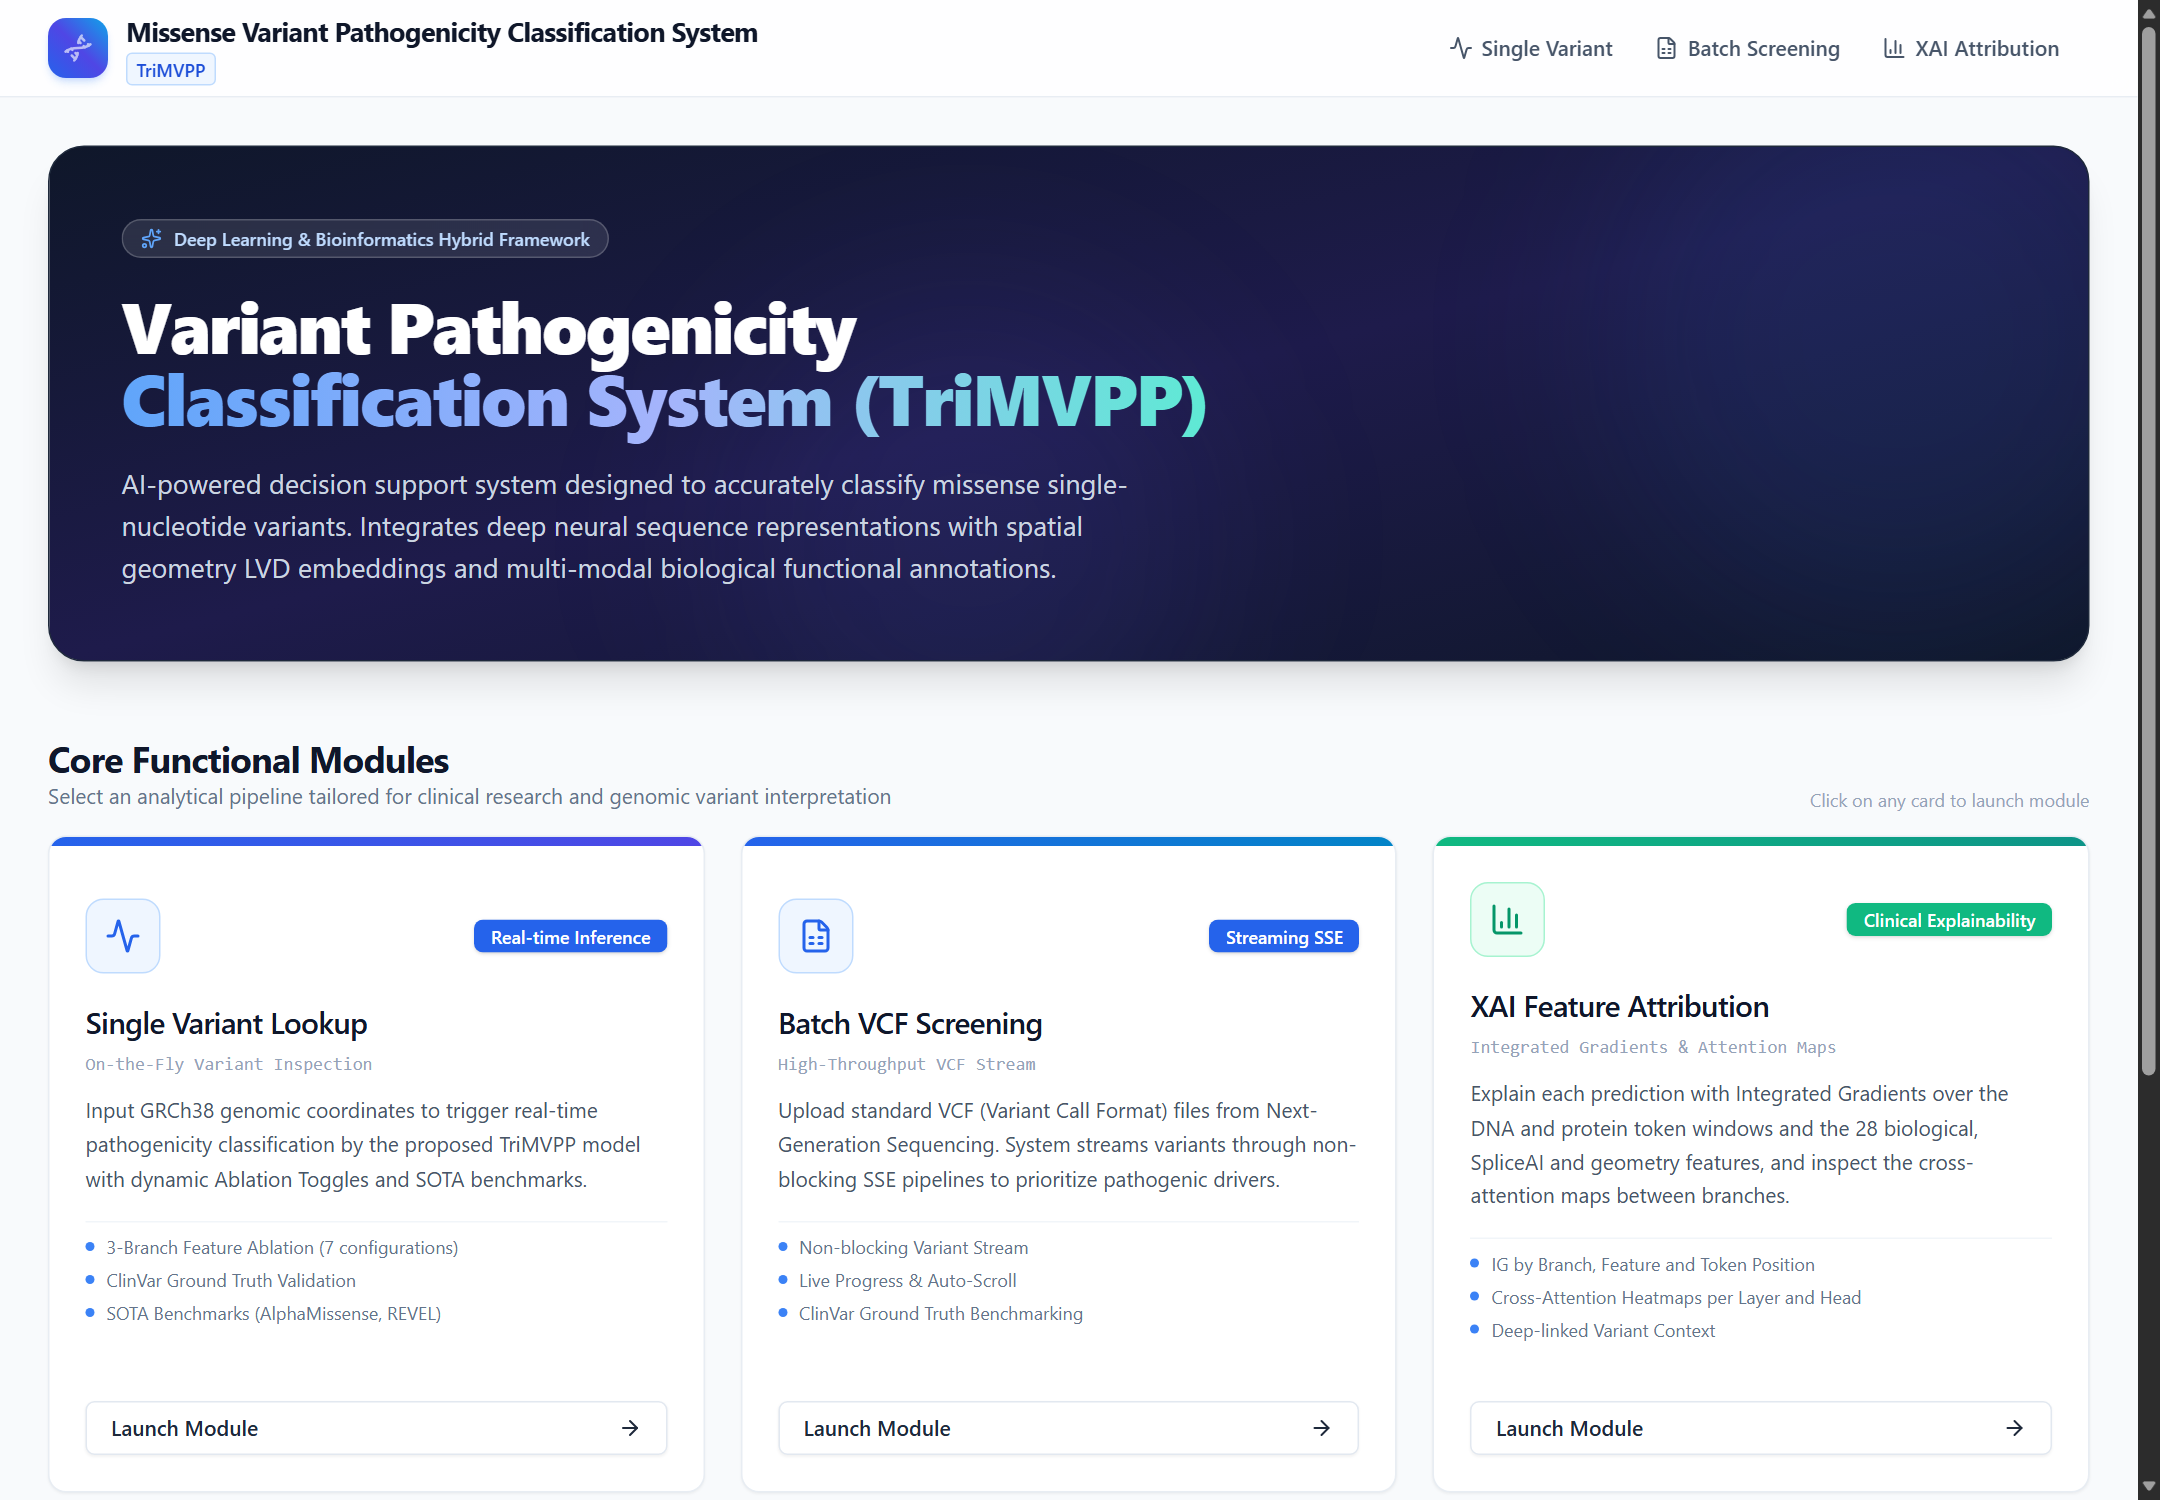 Missense Variant Pathogenicity Classification System
TriMVPP
Single Variant
Batch Screening
XAI Attribution
Deep Learning & Bioinformatics Hybrid Framework
Variant Pathogenicity
Classification System (TriMVPP)
AI-powered decision support system designed to accurately classify missense single-
nucleotide variants. Integrates deep neural sequence representations with spatial
geometry LVD embeddings and multi-modal biological functional annotations.
Core Functional Modules
Select an analytical pipeline tailored for clinical research and genomic variant interpretation
Click on any card to launch module
Real-time Inference
Single Variant Lookup
On-the-Fly Variant Inspection
Input GRCh38 genomic coordinates to trigger real-time
pathogenicity classification by the proposed TriMVPP model
with dynamic Ablation Toggles and SOTA benchmarks.
3-Branch Feature Ablation (7 configurations)
ClinVar Ground Truth Validation
SOTA Benchmarks (AlphaMissense, REVEL)
Launch Module
Streaming SSE
Batch VCF Screening
High-Throughput VCF Stream
Upload standard VCF (Variant Call Format) files from Next-
Generation Sequencing. System streams variants through non-
blocking SSE pipelines to prioritize pathogenic drivers.
Non-blocking Variant Stream
Live Progress & Auto-Scroll
ClinVar Ground Truth Benchmarking
Launch Module
Clinical Explainability
XAI Feature Attribution
Integrated Gradients & Attention Maps
Explain each prediction with Integrated Gradients over the
DNA and protein token windows and the 28 biological,
SpliceAI and geometry features, and inspect the cross-
attention maps between branches.
IG by Branch, Feature and Token Position
Cross-Attention Heatmaps per Layer and Head
Deep-linked Variant Context
Launch Module